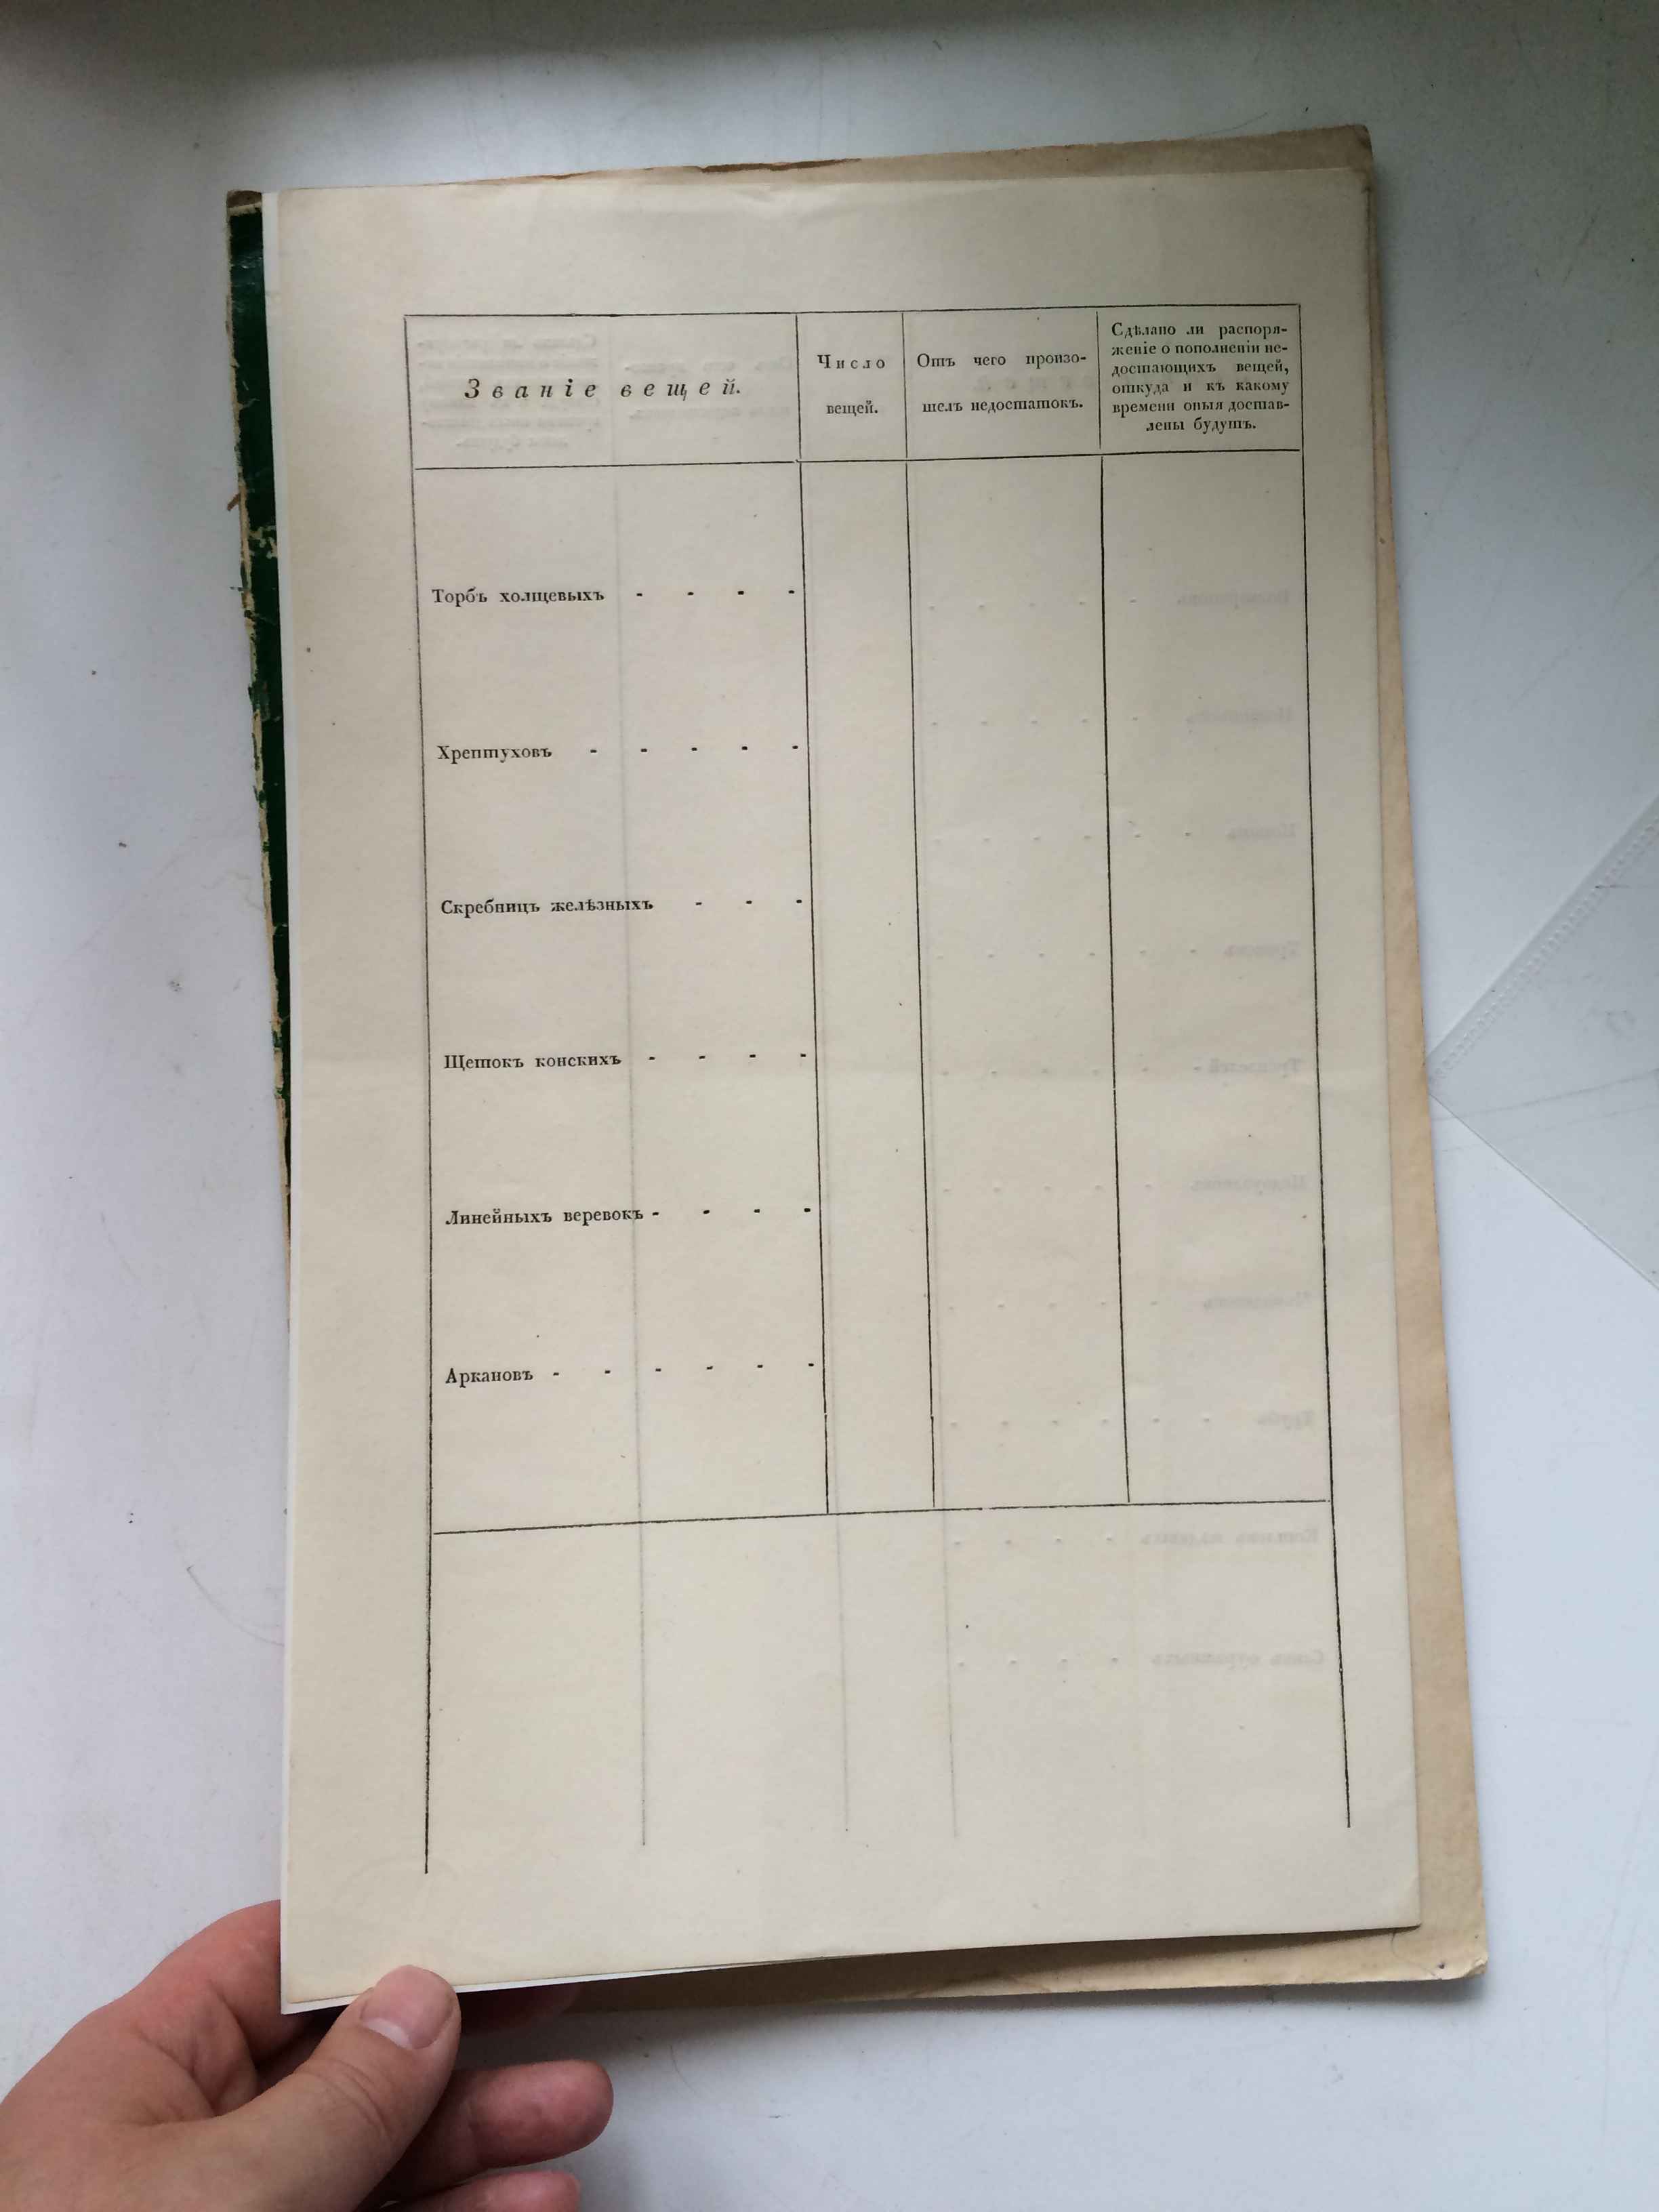 Званіе вещей.
Число
вещей.
Отъ чего произо-
шелъ недостатокъ.
Сдѣлано ли распоря-
женіе о пополненіи не-
достающихъ вещей,
откуда и къ какому
времени оныя достав-
лены будутъ.
Торбъ холщевыхъ - - - -
Хрептуховъ - - - - -
Скребницъ желѣзныхъ - - -
Щетокъ конскихъ - - - -
Линейныхъ веревокъ - - - -
Аркановъ - - - - - -